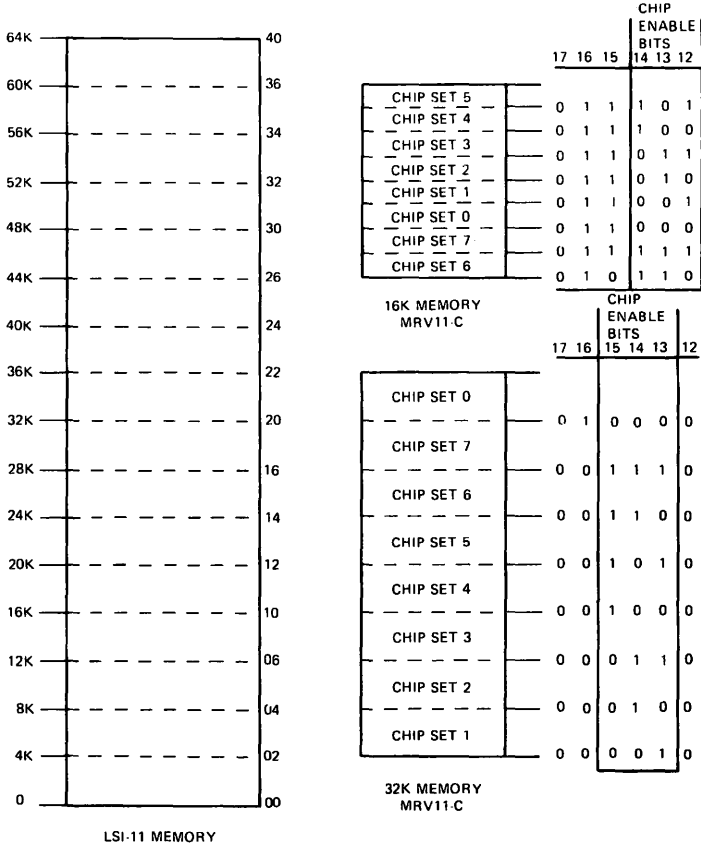 64K 40
60K 36
56K 34
52K 32
48K 30
44K 26
40K 24
36K 22
32K 20
28K 16
24K 14
20K 12
16K 10
12K 06
8K 04
4K 02
0 00
LSI-11 MEMORY
CHIP
ENABLE
BITS
17 16 15 14 13 12
CHIP SET 5 0 1 1 1 0 1
CHIP SET 4 0 1 1 1 0 0
CHIP SET 3 0 1 1 0 1 1
CHIP SET 2 0 1 1 0 1 0
CHIP SET 1 0 1 1 0 0 1
CHIP SET 0 0 1 1 0 0 0
CHIP SET 7 0 1 1 1 1 1
CHIP SET 6 0 1 0 1 1 0
16K MEMORY
MRV11-C
CHIP
ENABLE
BITS
17 16 15 14 13 12
CHIP SET 0 0 1 0 0 0 0
CHIP SET 7 0 0 1 1 1 0
CHIP SET 6 0 0 1 1 0 0
CHIP SET 5 0 0 1 0 1 0
CHIP SET 4 0 0 1 0 0 0
CHIP SET 3 0 0 0 1 1 0
CHIP SET 2 0 0 0 1 0 0
CHIP SET 1 0 0 0 0 1 0
32K MEMORY
MRV11-C